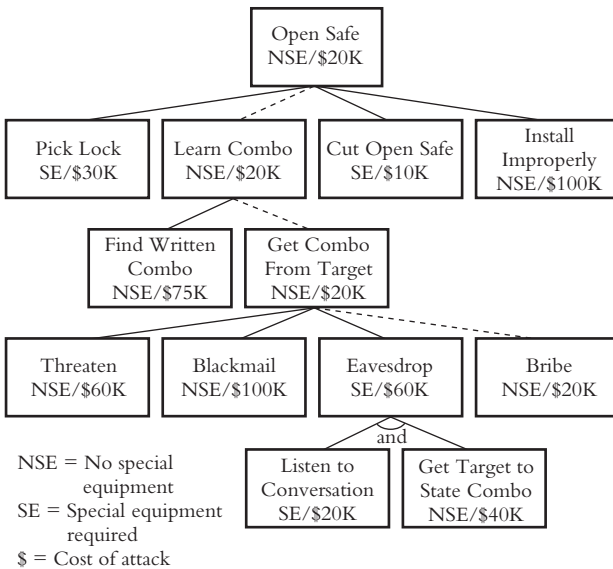 Open Safe
NSE/$20K
Pick Lock
SE/$30K
Learn Combo
NSE/$20K
Cut Open Safe
SE/$10K
Install
Improperly
NSE/$100K
Find Written
Combo
NSE/$75K
Get Combo
From Target
NSE/$20K
Threaten
NSE/$60K
Blackmail
NSE/$100K
Eavesdrop
SE/$60K
Bribe
NSE/$20K
and
Listen to
Conversation
SE/$20K
Get Target to
State Combo
NSE/$40K
NSE = No special
equipment
SE = Special equipment
required
$ = Cost of attack